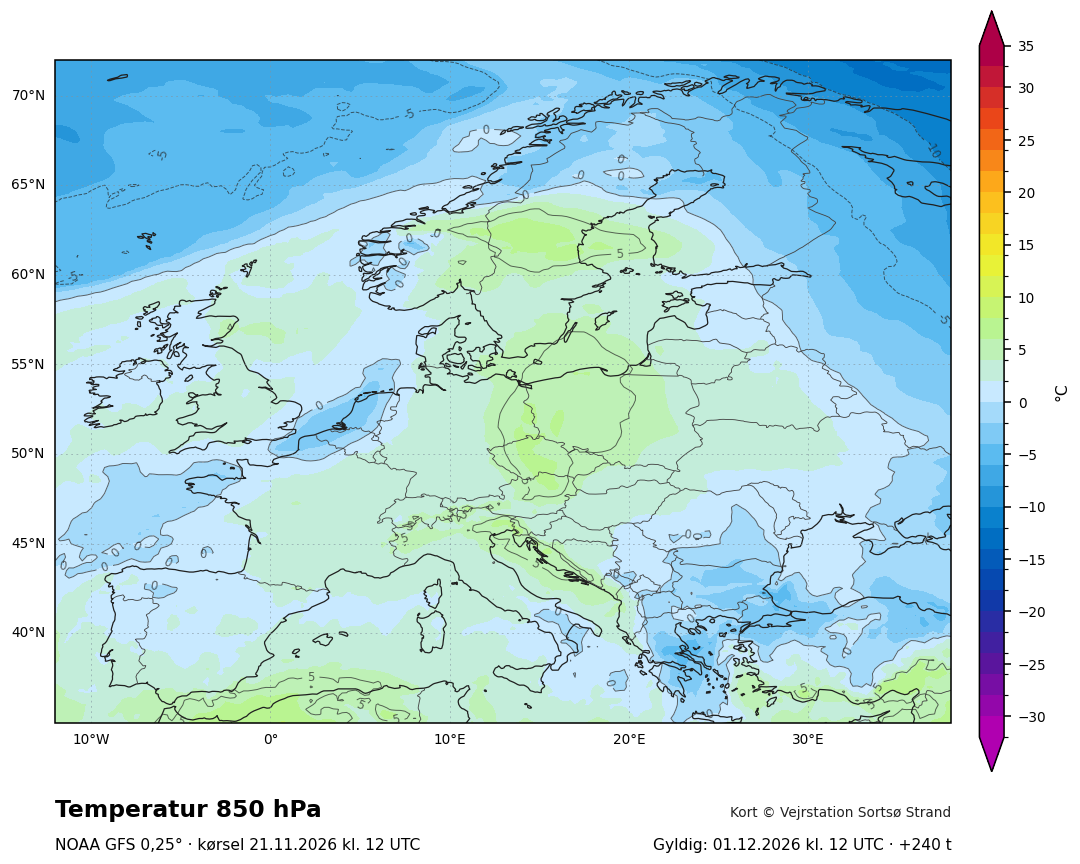 70°N
65°N
60°N
55°N
50°N
45°N
40°N
10°W 0° 10°E 20°E 30°E
35
30
25
20
15
10
5
0
−5
−10
−15
−20
−25
−30
°C
Temperatur 850 hPa
Kort © Vejrstation Sortsø Strand
NOAA GFS 0,25° · kørsel 21.11.2026 kl. 12 UTC
Gyldig: 01.12.2026 kl. 12 UTC · +240 t